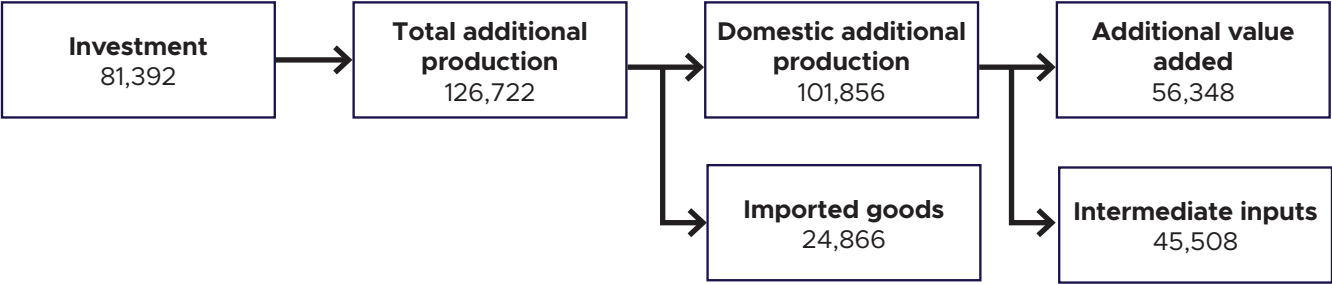 Investment
81,392
Total additional
production
126,722
Domestic additional
production
101,856
Additional value
added
56,348
Imported goods
24,866
Intermediate inputs
45,508